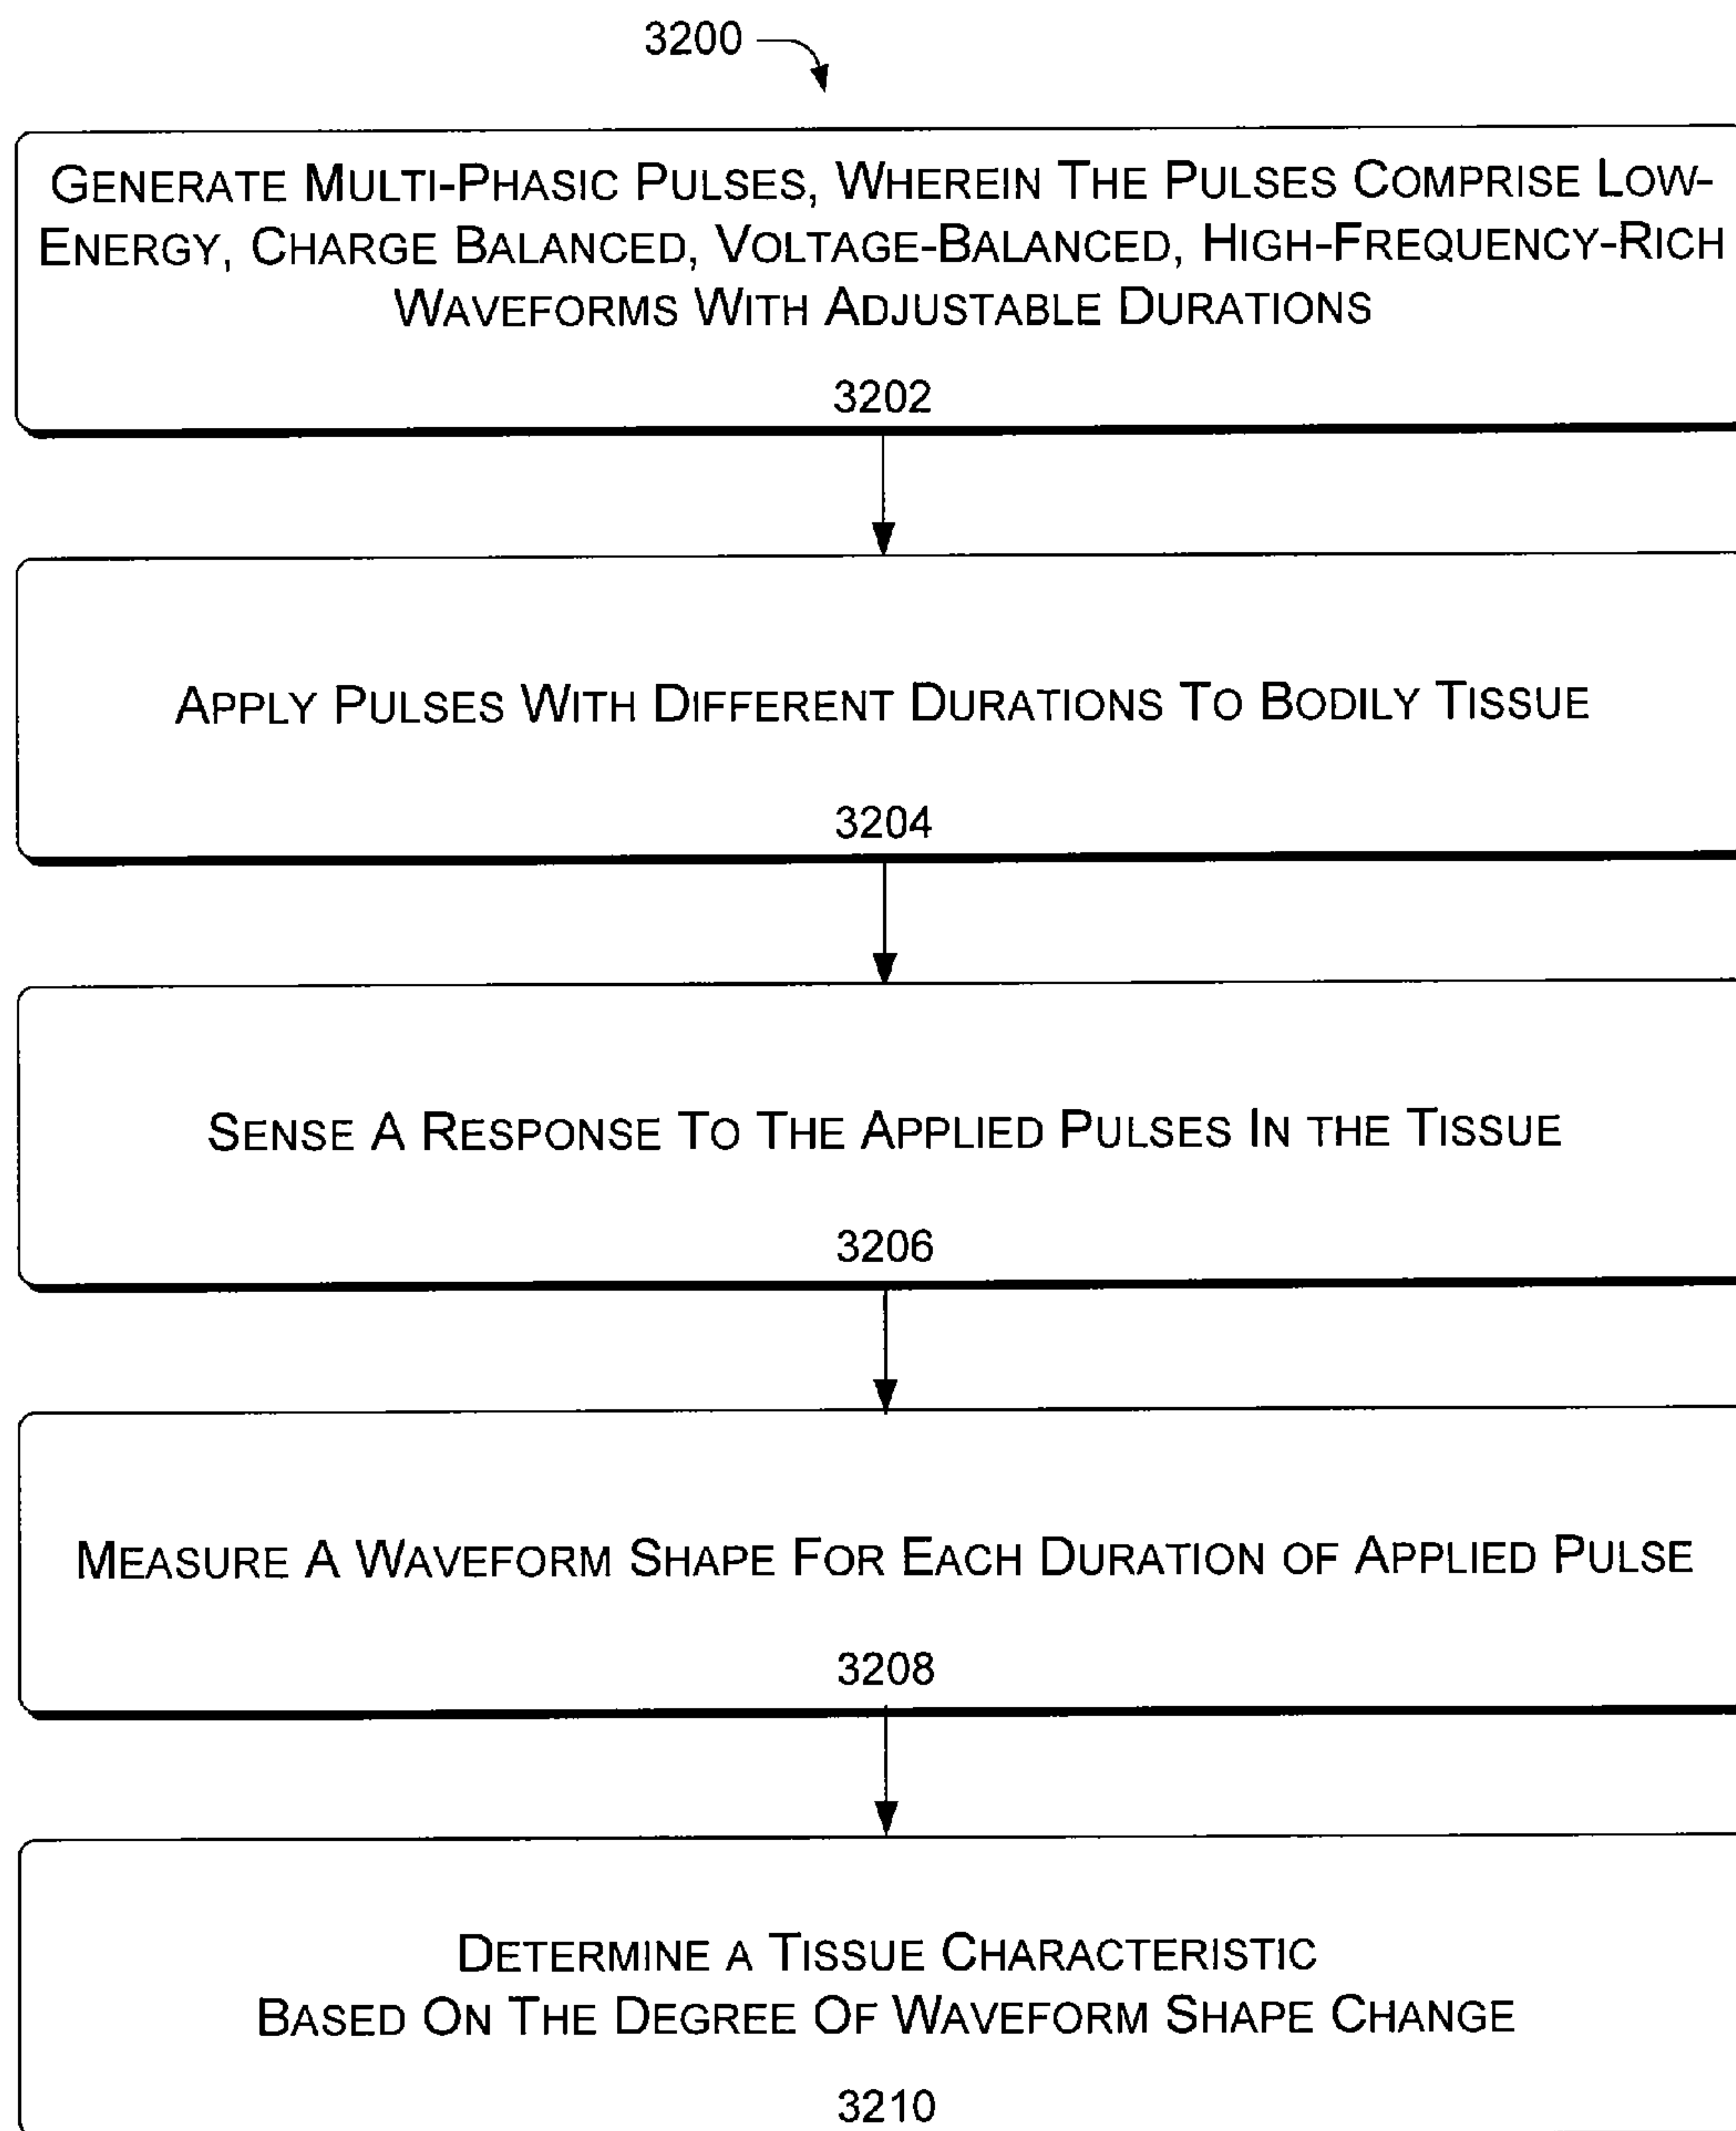 3200
GENERATE MULTI-PHASIC PULSES, WHEREIN THE PULSES COMPRISE LOW-
ENERGY, CHARGE BALANCED, VOLTAGE-BALANCED, HIGH-FREQUENCY-RICH
WAVEFORMS WITH ADJUSTABLE DURATIONS
3202
APPLY PULSES WITH DIFFERENT DURATIONS TO BODILY TISSUE
3204
SENSE A RESPONSE TO THE APPLIED PULSES IN THE TISSUE
3206
MEASURE A WAVEFORM SHAPE FOR EACH DURATION OF APPLIED PULSE
3208
DETERMINE A TISSUE CHARACTERISTIC
BASED ON THE DEGREE OF WAVEFORM SHAPE CHANGE
3210